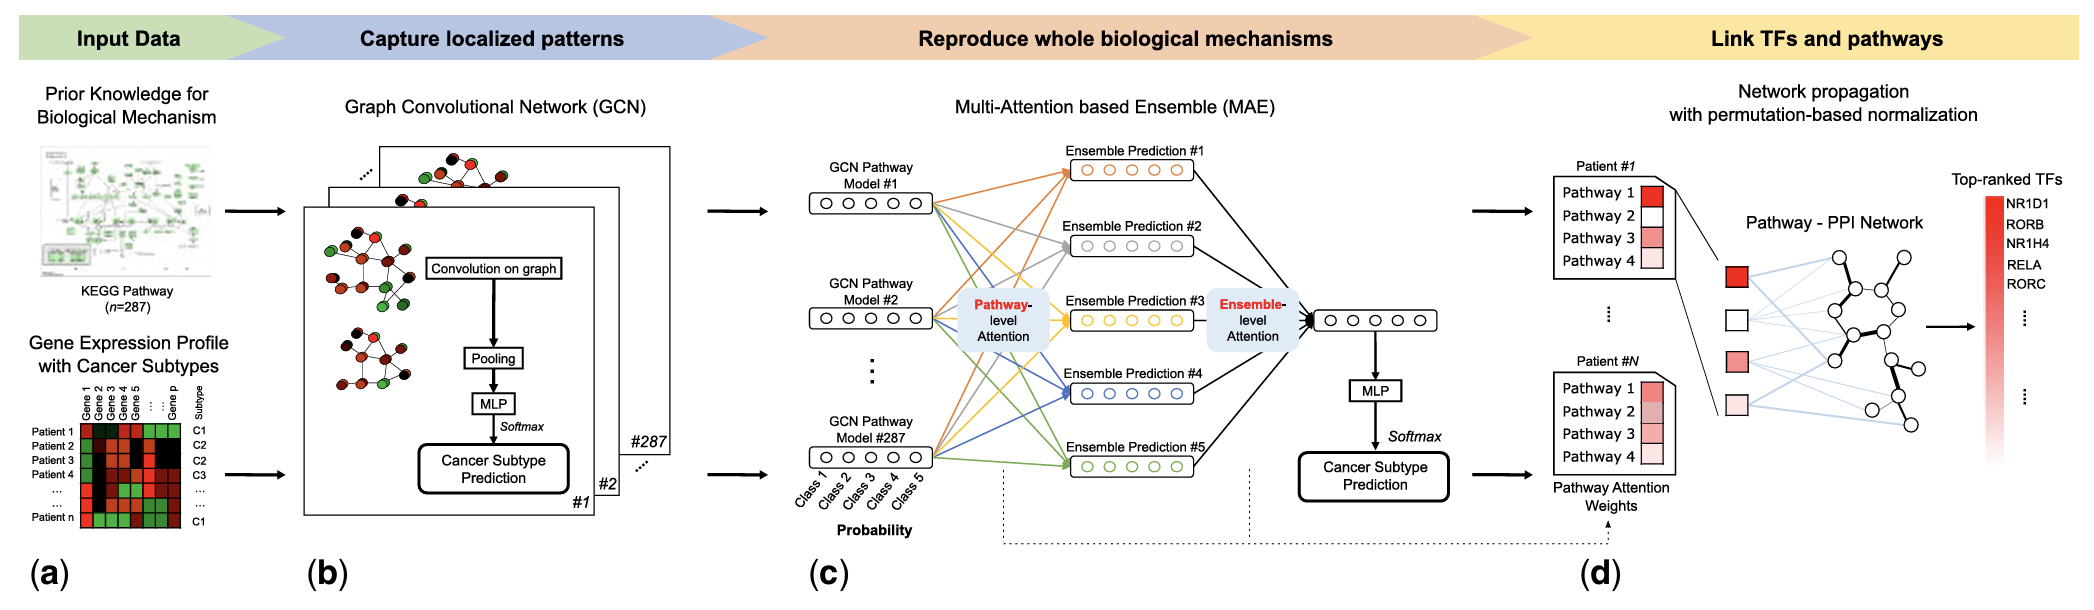 Input Data
Capture localized patterns
Reproduce whole biological mechanisms
Link TFs and pathways
Prior Knowledge for
Biological Mechanism
KEGG Pathway
(n=287)
Gene Expression Profile
with Cancer Subtypes
Gene 1
Gene 2
Gene 3
Gene 4
Gene 5
...
...
Gene p
Subtype
Patient 1 C1
Patient 2 C2
Patient 3 C2
Patient 4 C3
... ...
... ...
Patient n C1
(a)
Graph Convolutional Network (GCN)
Convolution on graph
Pooling
MLP
Softmax
Cancer Subtype
Prediction
#1
#2
#287
(b)
Multi-Attention based Ensemble (MAE)
GCN Pathway
Model #1
GCN Pathway
Model #2
GCN Pathway
Model #287
Class 1
Class 2
Class 3
Class 4
Class 5
Probability
Pathway-
level
Attention
Ensemble Prediction #1
Ensemble Prediction #2
Ensemble Prediction #3
Ensemble Prediction #4
Ensemble Prediction #5
Ensemble-
level
Attention
MLP
Softmax
Cancer Subtype
Prediction
(c)
Network propagation
with permutation-based normalization
Patient #1
Pathway 1
Pathway 2
Pathway 3
Pathway 4
Patient #N
Pathway 1
Pathway 2
Pathway 3
Pathway 4
Pathway Attention
Weights
Pathway - PPI Network
Top-ranked TFs
NR1D1
RORB
NR1H4
RELA
RORC
(d)